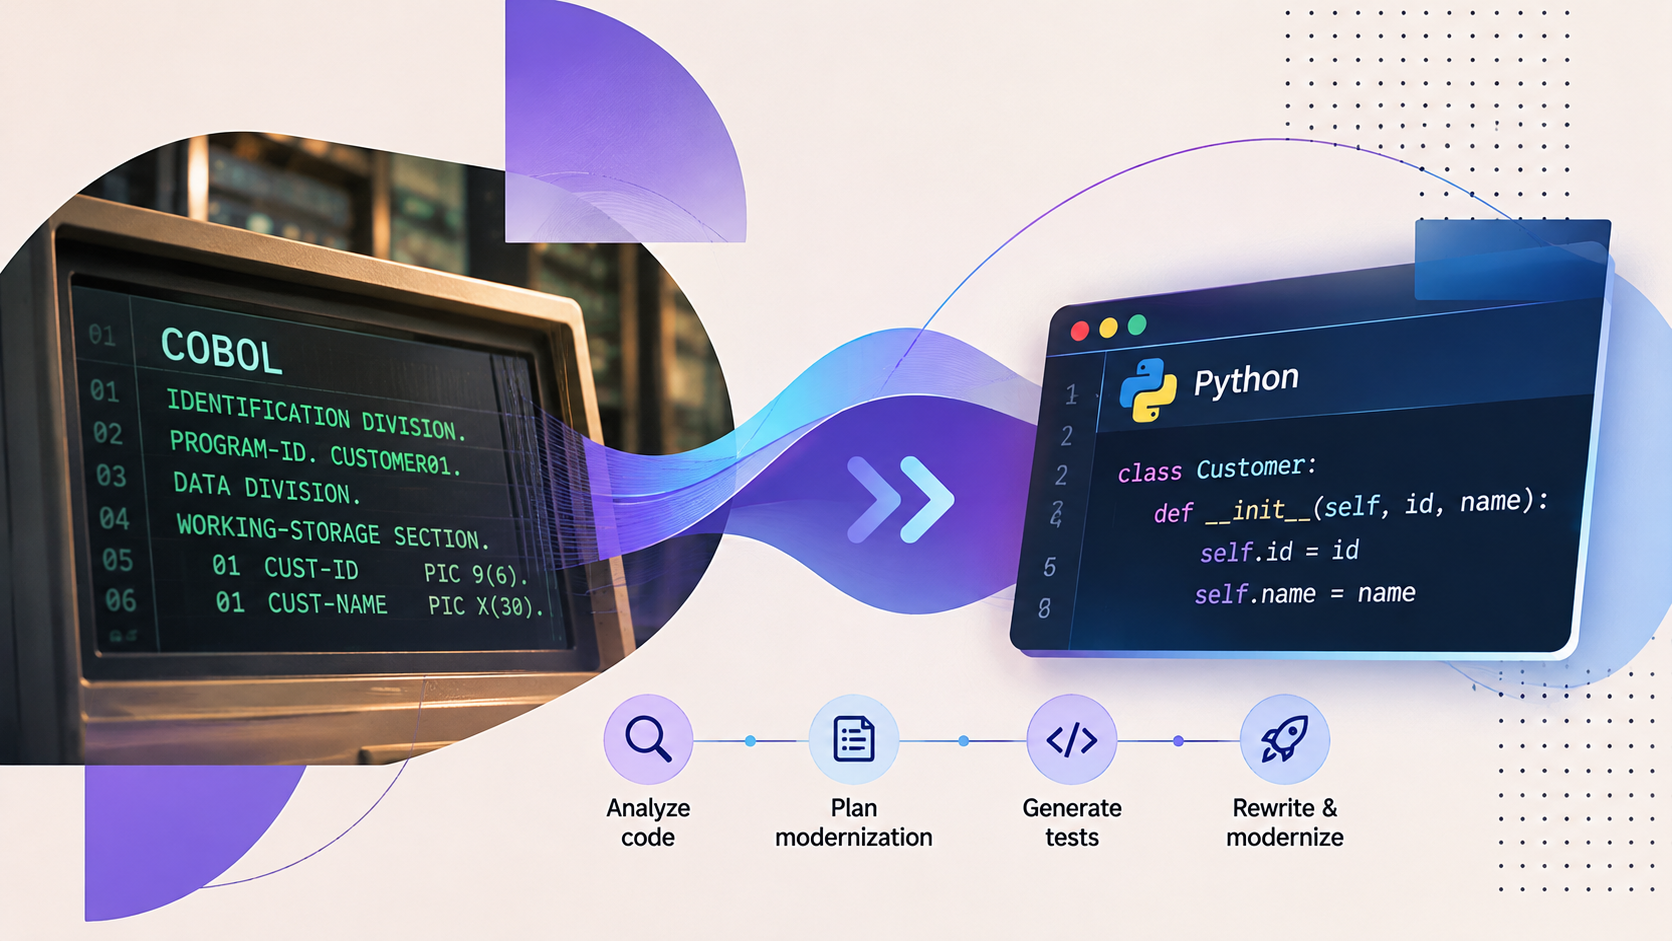 01 COBOL
01 IDENTIFICATION DIVISION.
02 PROGRAM-ID. CUSTOMER01.
03 DATA DIVISION.
04 WORKING-STORAGE SECTION.
05 01 CUST-ID PIC 9(6).
06 01 CUST-NAME PIC X(30).
Python
1
2
2 class Customer:
def __init__(self, id, name):
5 self.id = id
8 self.name = name
Analyze
code
Plan
modernization
Generate
tests
Rewrite &
modernize